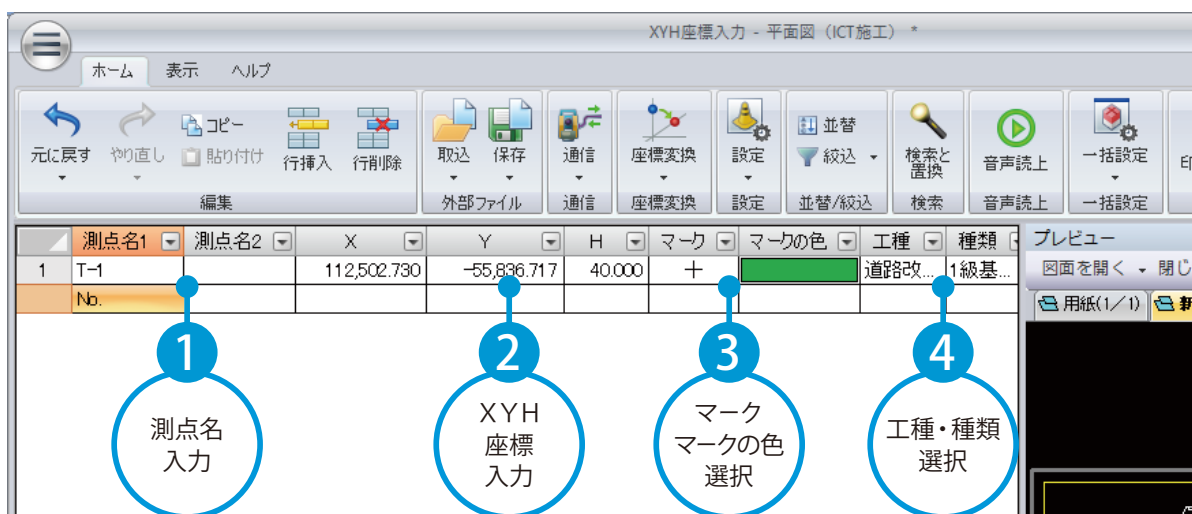 XYH座標入力 - 平面図（ICT施工） *
ホーム 表示 ヘルプ
元に戻す やり直し コピー 貼り付け 行挿入 行削除 取込 保存 通信 座標変換 設定 並替 絞込 検索と置換 音声読上 一括設定
編集 外部ファイル 通信 座標変換 設定 並替/絞込 検索 音声読上 一括設定
測点名1 測点名2 X Y H マーク マークの色 工種 種類 プレビュー
1 T-1 112,502.730 -55,836.717 40.000 + 道路改... 1級基... 図面を開く 閉じ
No. 用紙(1/1) 新
1 2 3 4
測点名
入力
XYH
座標
入力
マーク
マークの色
選択
工種・種類
選択